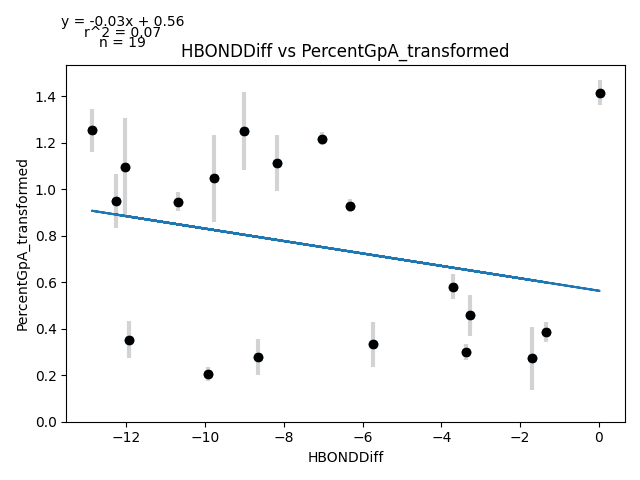 y = -0.03x + 0.56
r^2 = 0.07
n = 19
HBONDDiff vs PercentGpA_transformed
PercentGpA_transformed
1.4
1.2
1.0
0.8
0.6
0.4
0.2
0.0
−12
−10
−8
−6
−4
−2
0
HBONDDiff